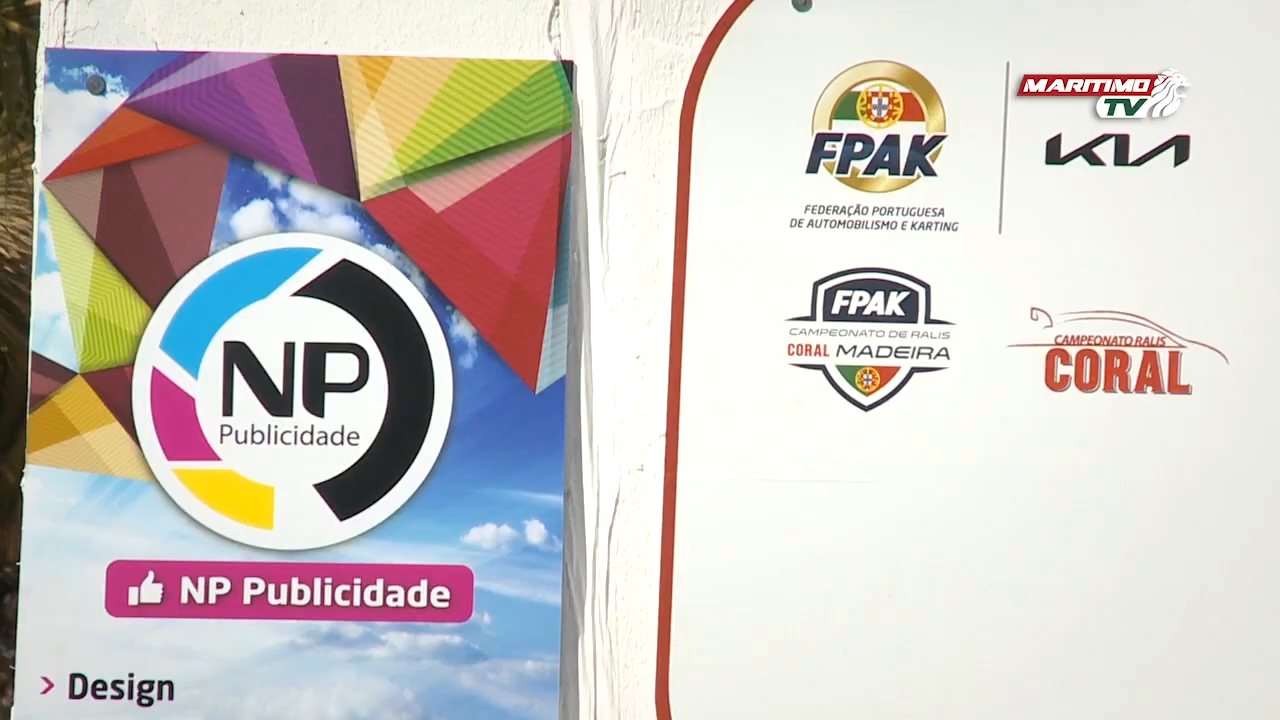 NP
Publicidade
NP Publicidade
> Design
FPAK
FEDERAÇÃO PORTUGUESA
DE AUTOMOBILISMO E KARTING
MARITIMO
TV
KIA
FPAK
CAMPEONATO DE RALIS
CORAL MADEIRA
CAMPEONATO RALIS
CORAL